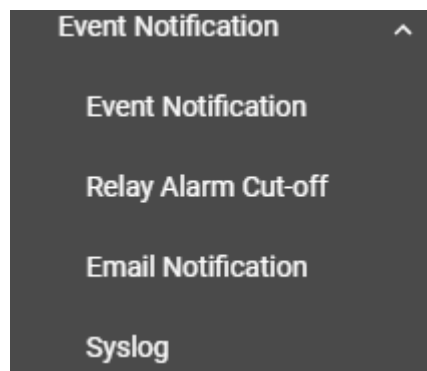 Event Notification
Event Notification
Relay Alarm Cut-off
Email Notification
Syslog